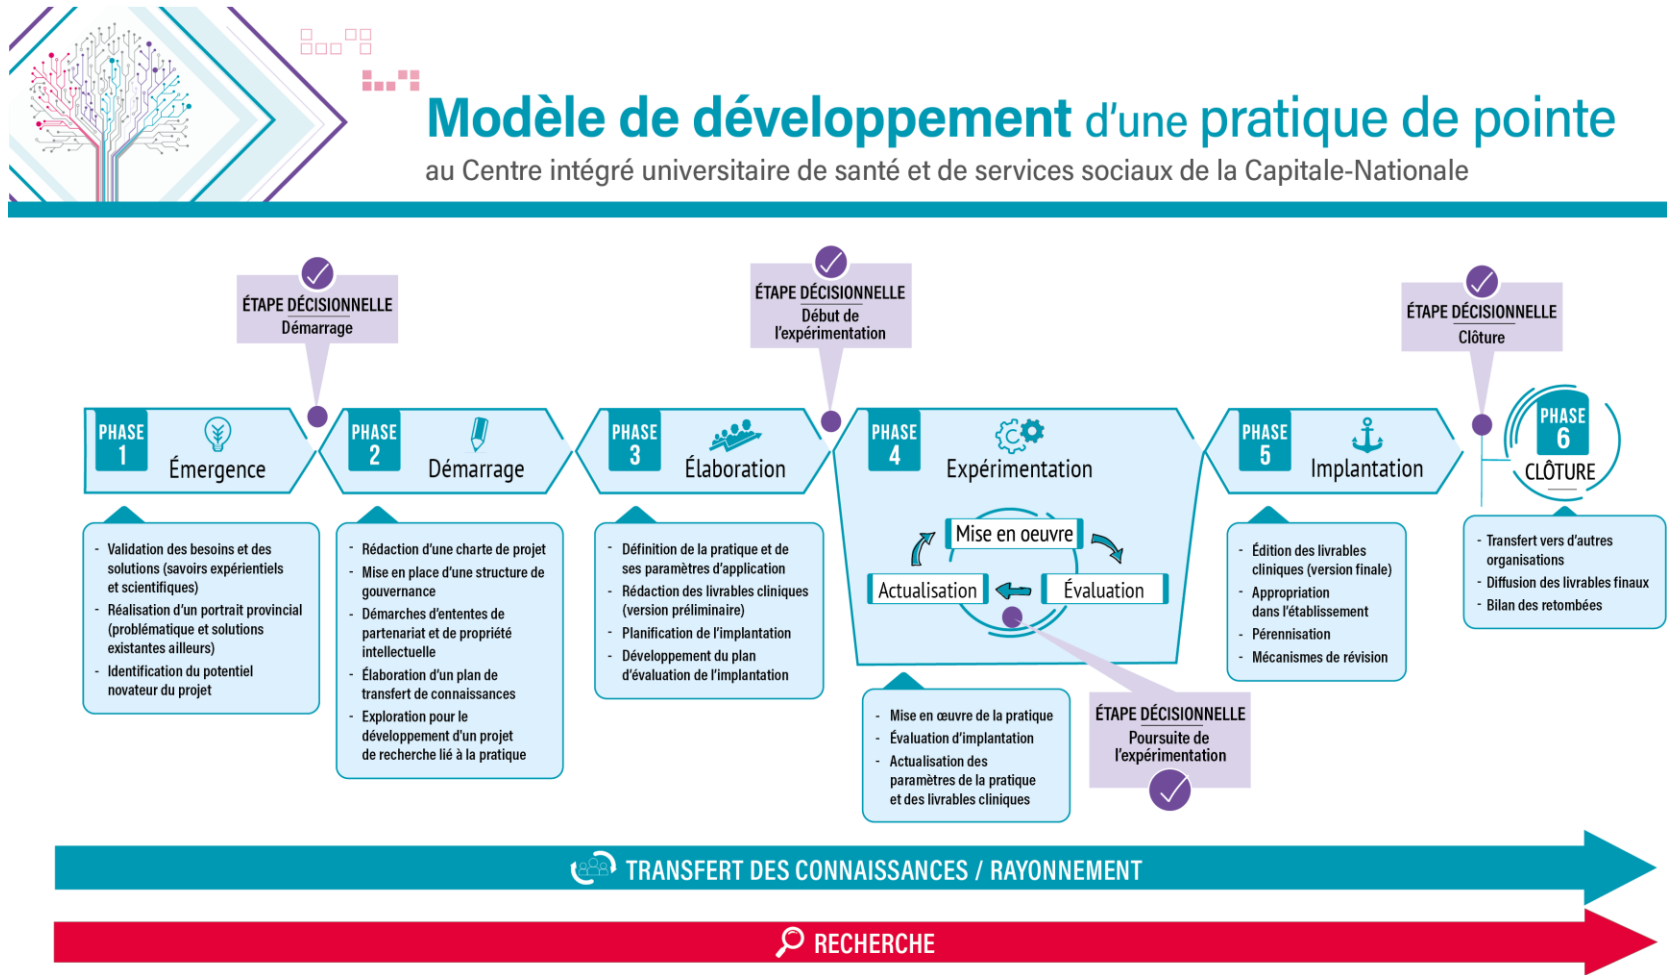 Modèle de développement d'une pratique de pointe
au Centre intégré universitaire de santé et de services sociaux de la Capitale-Nationale
ÉTAPE DÉCISIONNELLE
Démarrage
ÉTAPE DÉCISIONNELLE
Début de
l'expérimentation
ÉTAPE DÉCISIONNELLE
Clôture
PHASE
1
Émergence
- Validation des besoins et des
solutions (savoirs expérientiels
et scientifiques)
- Réalisation d'un portrait provincial
(problématique et solutions
existantes ailleurs)
- Identification du potentiel
novateur du projet
PHASE
2
Démarrage
- Rédaction d'une charte de projet
- Mise en place d'une structure de
gouvernance
- Démarches d'ententes de
partenariat et de propriété
intellectuelle
- Élaboration d'un plan de
transfert de connaissances
- Exploration pour le
développement d'un projet
de recherche lié à la pratique
PHASE
3
Élaboration
- Définition de la pratique et de
ses paramètres d'application
- Rédaction des livrables cliniques
(version préliminaire)
- Planification de l'implantation
- Développement du plan
d'évaluation de l'implantation
PHASE
4
Expérimentation
Mise en oeuvre
Actualisation
Évaluation
- Mise en œuvre de la pratique
- Évaluation d'implantation
- Actualisation des
paramètres de la pratique
et des livrables cliniques
ÉTAPE DÉCISIONNELLE
Poursuite de
l'expérimentation
PHASE
5
Implantation
- Édition des livrables
cliniques (version finale)
- Appropriation
dans l'établissement
- Pérennisation
- Mécanismes de révision
PHASE
6
CLÔTURE
- Transfert vers d'autres
organisations
- Diffusion des livrables finaux
- Bilan des retombées
TRANSFERT DES CONNAISSANCES / RAYONNEMENT
RECHERCHE